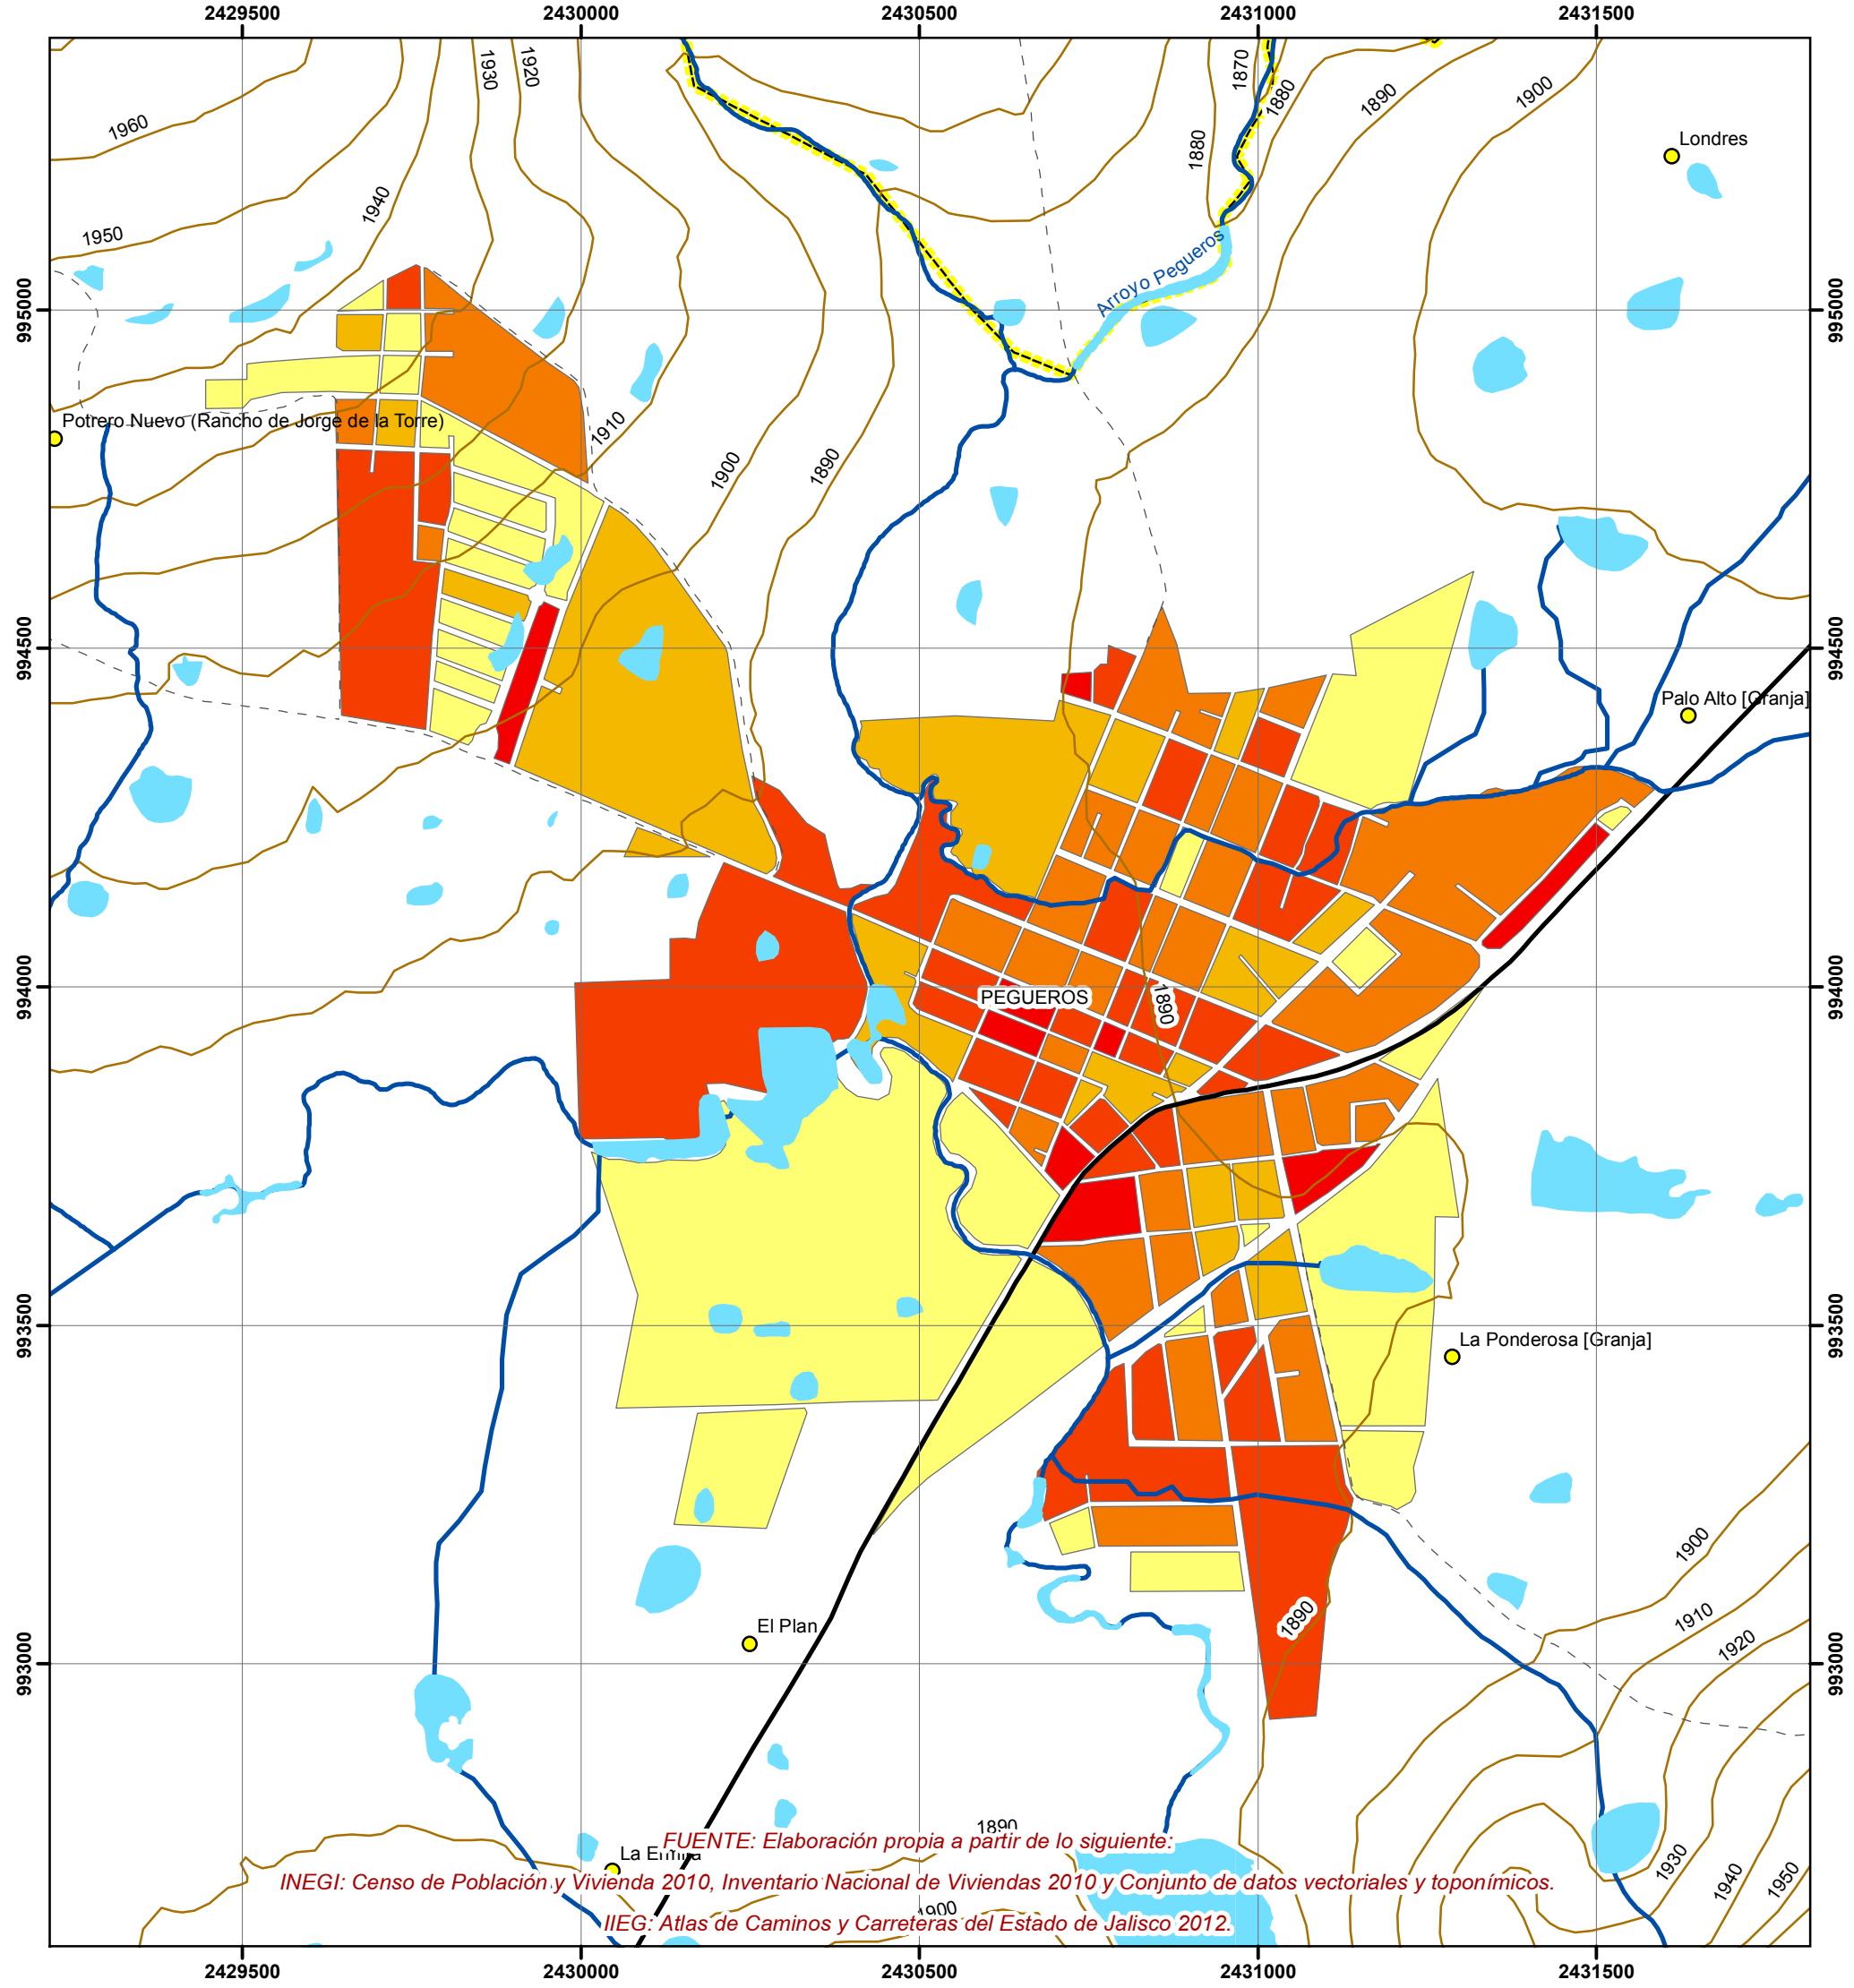 2429500 2430000 2430500 2431000 2431500
1930
1920
1870
1880
1890
1900
1960
1880
Londres
1940
1950
Arroyo Pegueros
995000
995000
Potrero Nuevo (Rancho de Jorge de la Torre)
1910
1900
1890
994500
994500
Palo Alto [Granja]
994000
994000
PEGUEROS
1890
993500
993500
La Ponderosa [Granja]
1900
1910
1920
El Plan
1890
993000
993000
1890
FUENTE: Elaboración propia a partir de lo siguiente:
La
1930
1940
1950
INEGI: Censo de Población y Vivienda 2010, Inventario Nacional de Viviendas 2010 y Conjunto de datos vectoriales y toponímicos.
1900
IIEG: Atlas de Caminos y Carreteras del Estado de Jalisco 2012.
2429500 2430000 2430500 2431000 2431500